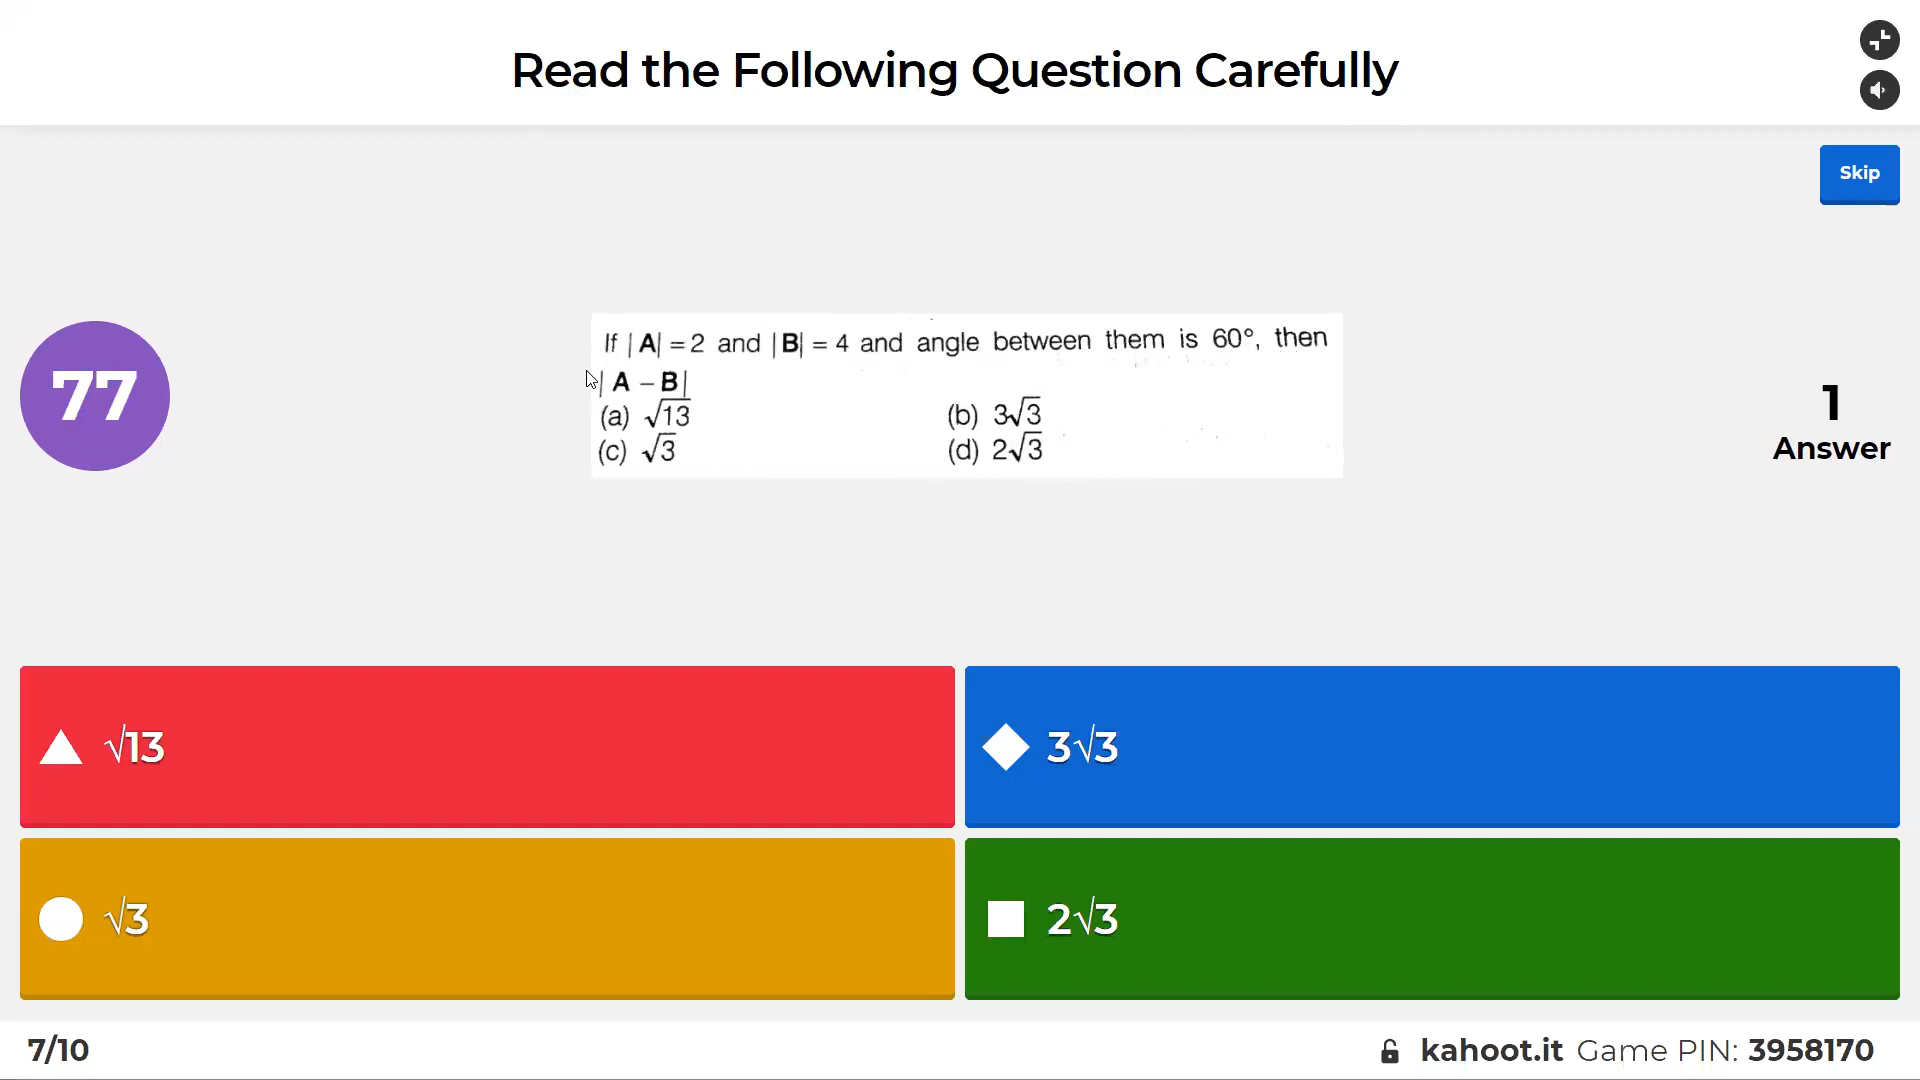 Read the Following Question Carefully
Skip
77
If |A| = 2 and |B| = 4 and angle between them is 60°, then
|A – B|
(a) √13 (b) 3√3
(c) √3 (d) 2√3
1
Answer
√13
3√3
√3
2√3
7/10
kahoot.it Game PIN: 3958170